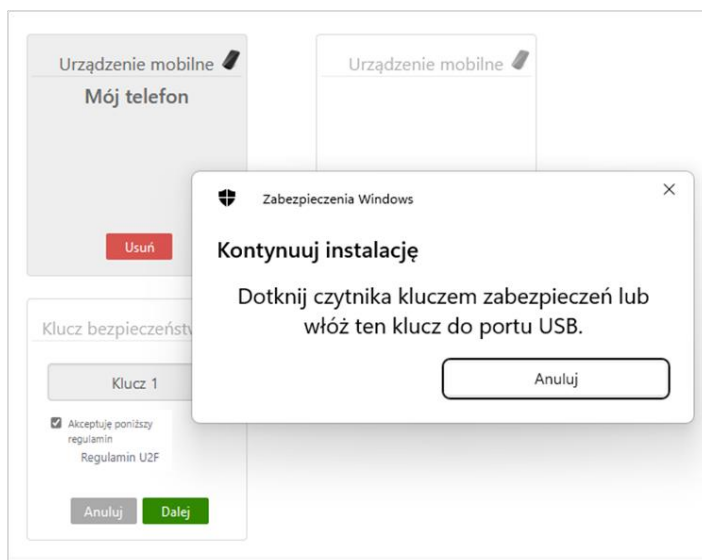 Urządzenie mobilne
Mój telefon
Usuń
Urządzenie mobilne
Zabezpieczenia Windows
Kontynuuj instalację
Dotknij czytnika kluczem zabezpieczeń lub
włóż ten klucz do portu USB.
Anuluj
Klucz
Klucz 1
Akceptuję poniższy
regulamin
Regulamin U2F
Anuluj
Dalej